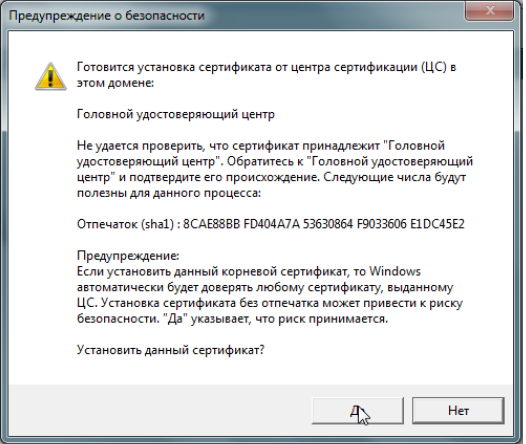 Предупреждение о безопасности
Готовится установка сертификата от центра сертификации (ЦС) в
этом домене:
Головной удостоверяющий центр
Не удается проверить, что сертификат принадлежит "Головной
удостоверяющий центр". Обратитесь к "Головной удостоверяющий
центр" и подтвердите его происхождение. Следующие числа будут
полезны для данного процесса:
Отпечаток (sha1) : 8CAE88BB FD404A7A 53630864 F9033606 E1DC45E2
Предупреждение:
Если установить данный корневой сертификат, то Windows
автоматически будет доверять любому сертификату, выданному
ЦС. Установка сертификата без отпечатка может привести к риску
безопасности. "Да" указывает, что риск принимается.
Установить данный сертификат?
Да
Нет